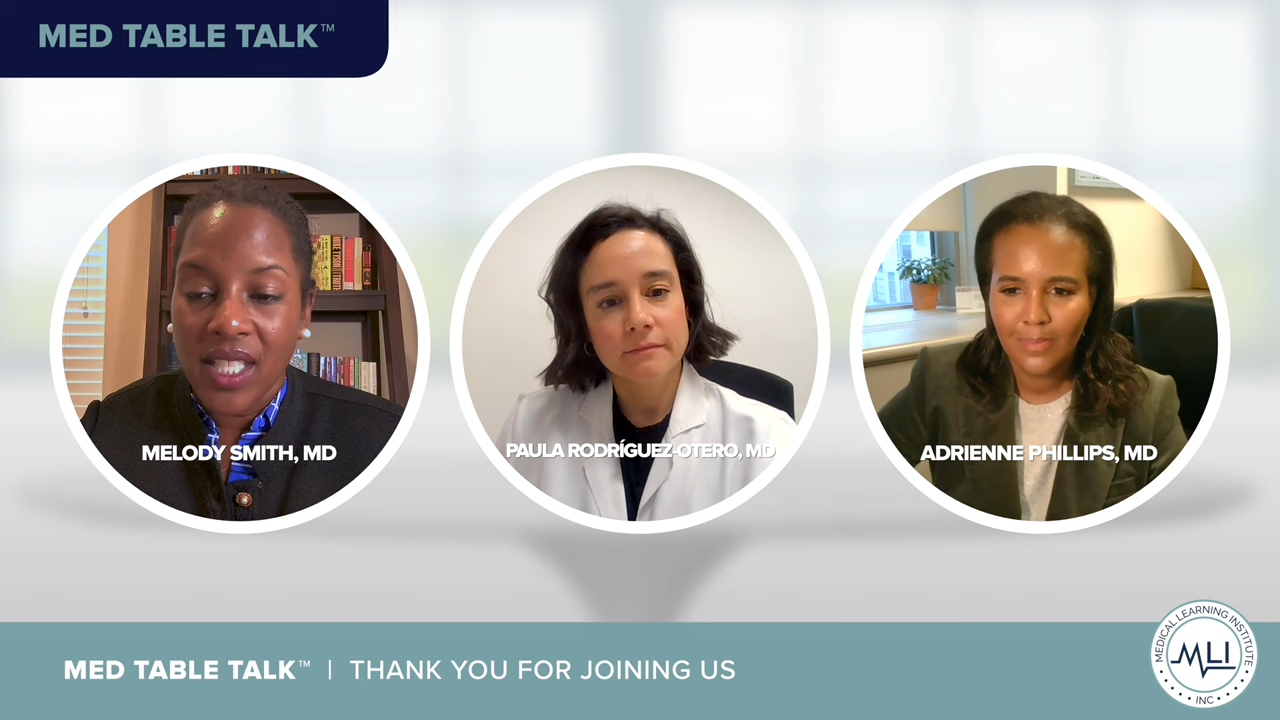 MED TABLE TALK™
MELODY SMITH, MD
PAULA RODRÍGUEZ-OTERO, MD
ADRIENNE PHILLIPS, MD
MED TABLE TALK™ | THANK YOU FOR JOINING US
MEDICAL LEARNING INSTITUTE
MLI
INC